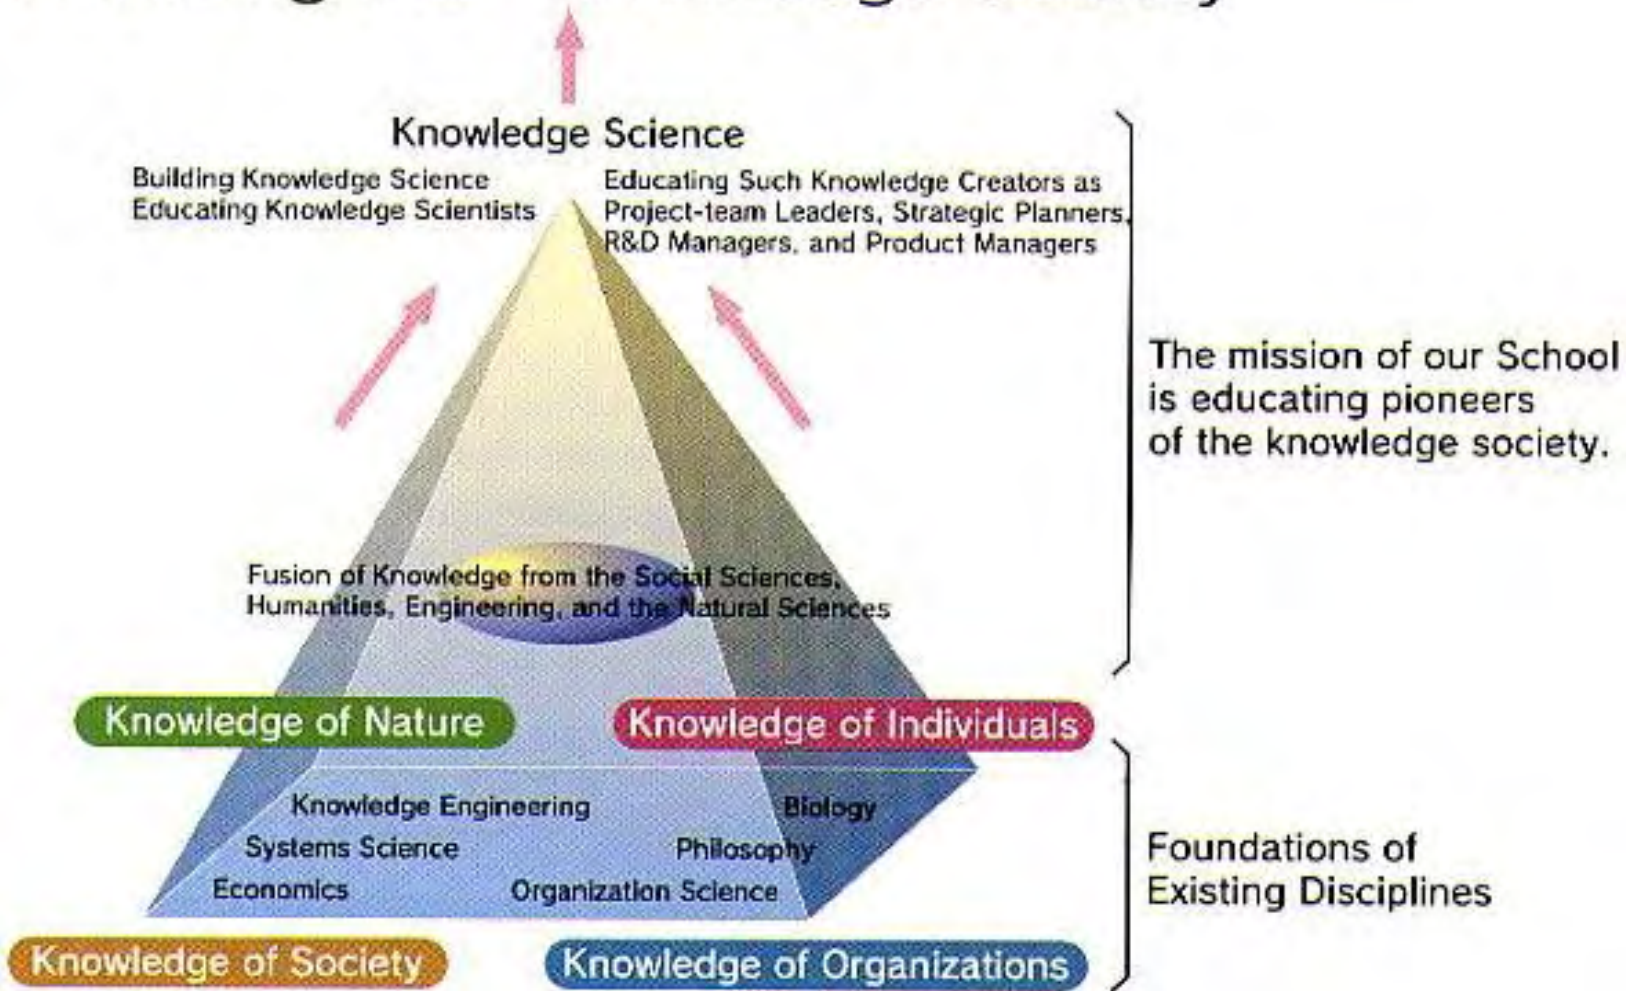 Knowledge Science
Building Knowledge Science
Educating Knowledge Scientists
Educating Such Knowledge Creators as
Project-team Leaders, Strategic Planners,
R&D Managers, and Product Managers
The mission of our School
is educating pioneers
of the knowledge society.
Fusion of Knowledge from the Social Sciences,
Humanities, Engineering, and the Natural Sciences
Knowledge of Nature
Knowledge of Individuals
Knowledge Engineering
Biology
Systems Science
Philosophy
Economics
Organization Science
Foundations of
Existing Disciplines
Knowledge of Society
Knowledge of Organizations